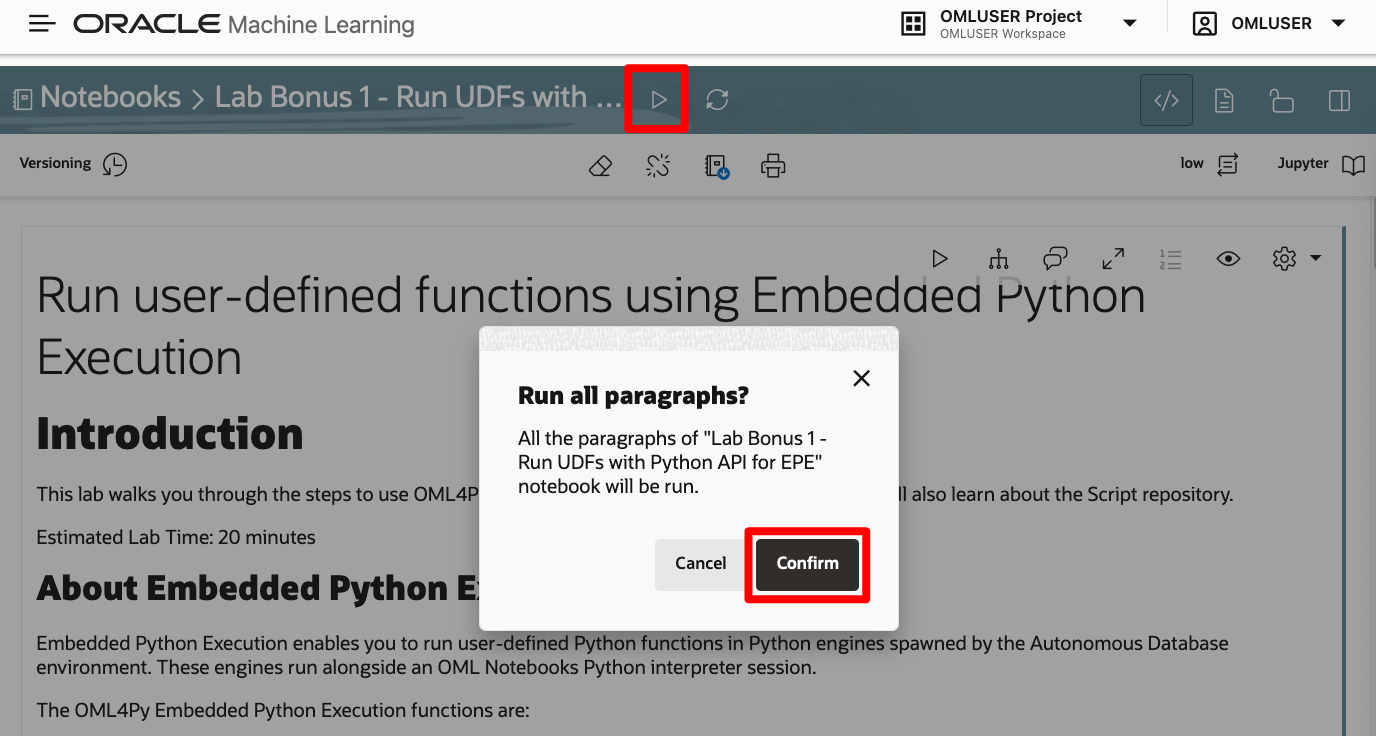 ORACLE Machine Learning
OMLUSER Project
OMLUSER Workspace
OMLUSER
Notebooks > Lab Bonus 1 - Run UDFs with ...
</>
Versioning
low
Jupyter
Run user-defined functions using Embedded Python
Execution
Introduction
This lab walks you through the steps to use OML4P
ll also learn about the Script repository.
Estimated Lab Time: 20 minutes
About Embedded Python E
Embedded Python Execution enables you to run user-defined Python functions in Python engines spawned by the Autonomous Database
environment. These engines run alongside an OML Notebooks Python interpreter session.
The OML4Py Embedded Python Execution functions are:
Run all paragraphs?
All the paragraphs of "Lab Bonus 1 -
Run UDFs with Python API for EPE"
notebook will be run.
Cancel
Confirm